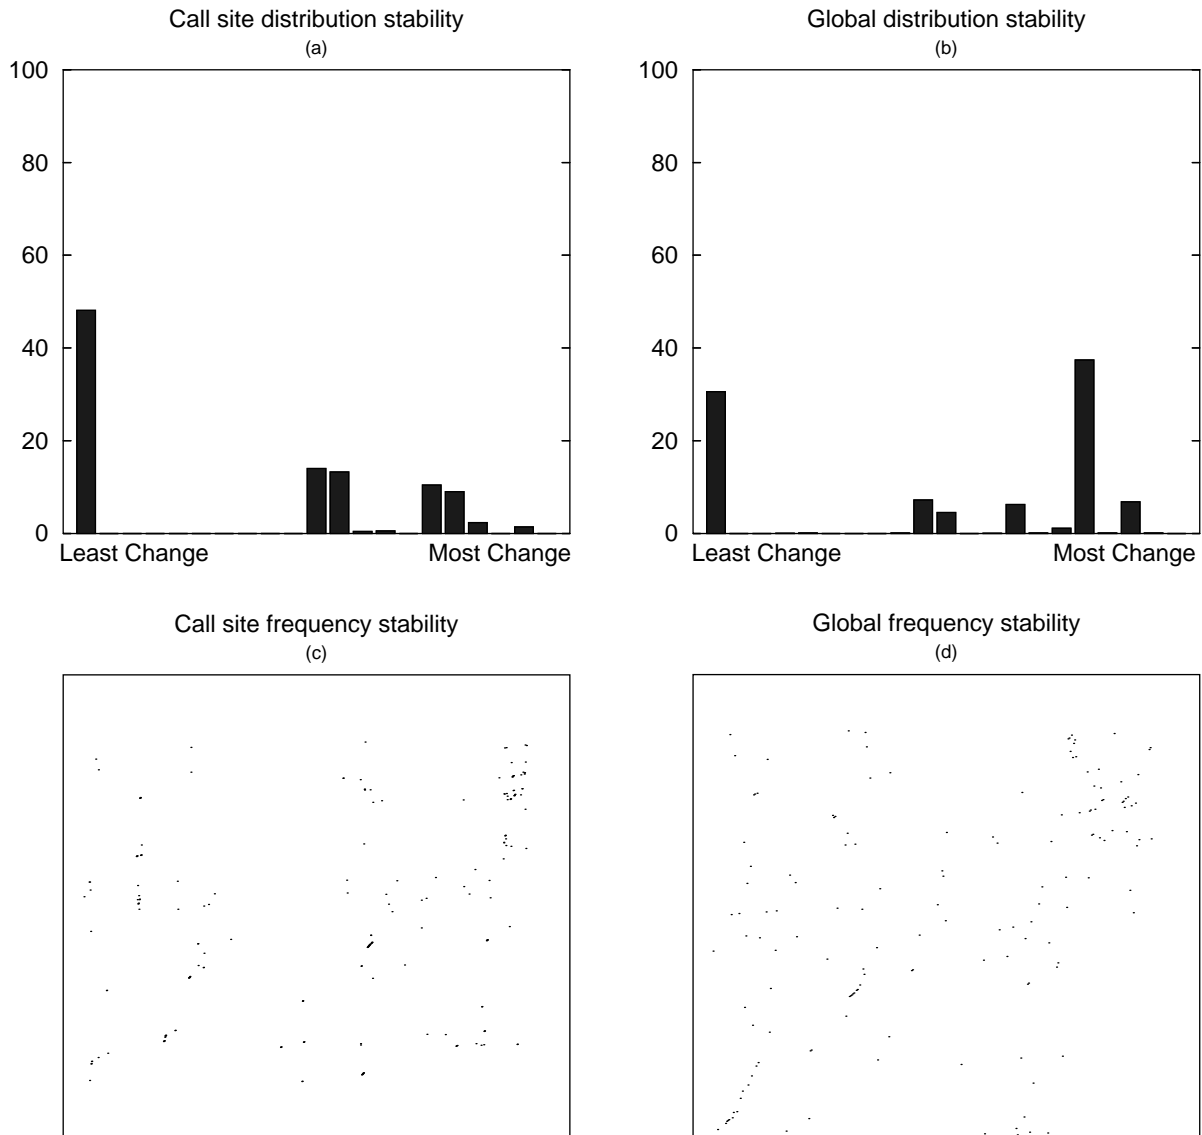 Call site distribution stability
(a)
100
80
60
40
20
0
Least Change Most Change
Global distribution stability
(b)
100
80
60
40
20
0
Least Change Most Change
Call site frequency stability
(c)
Global frequency stability
(d)